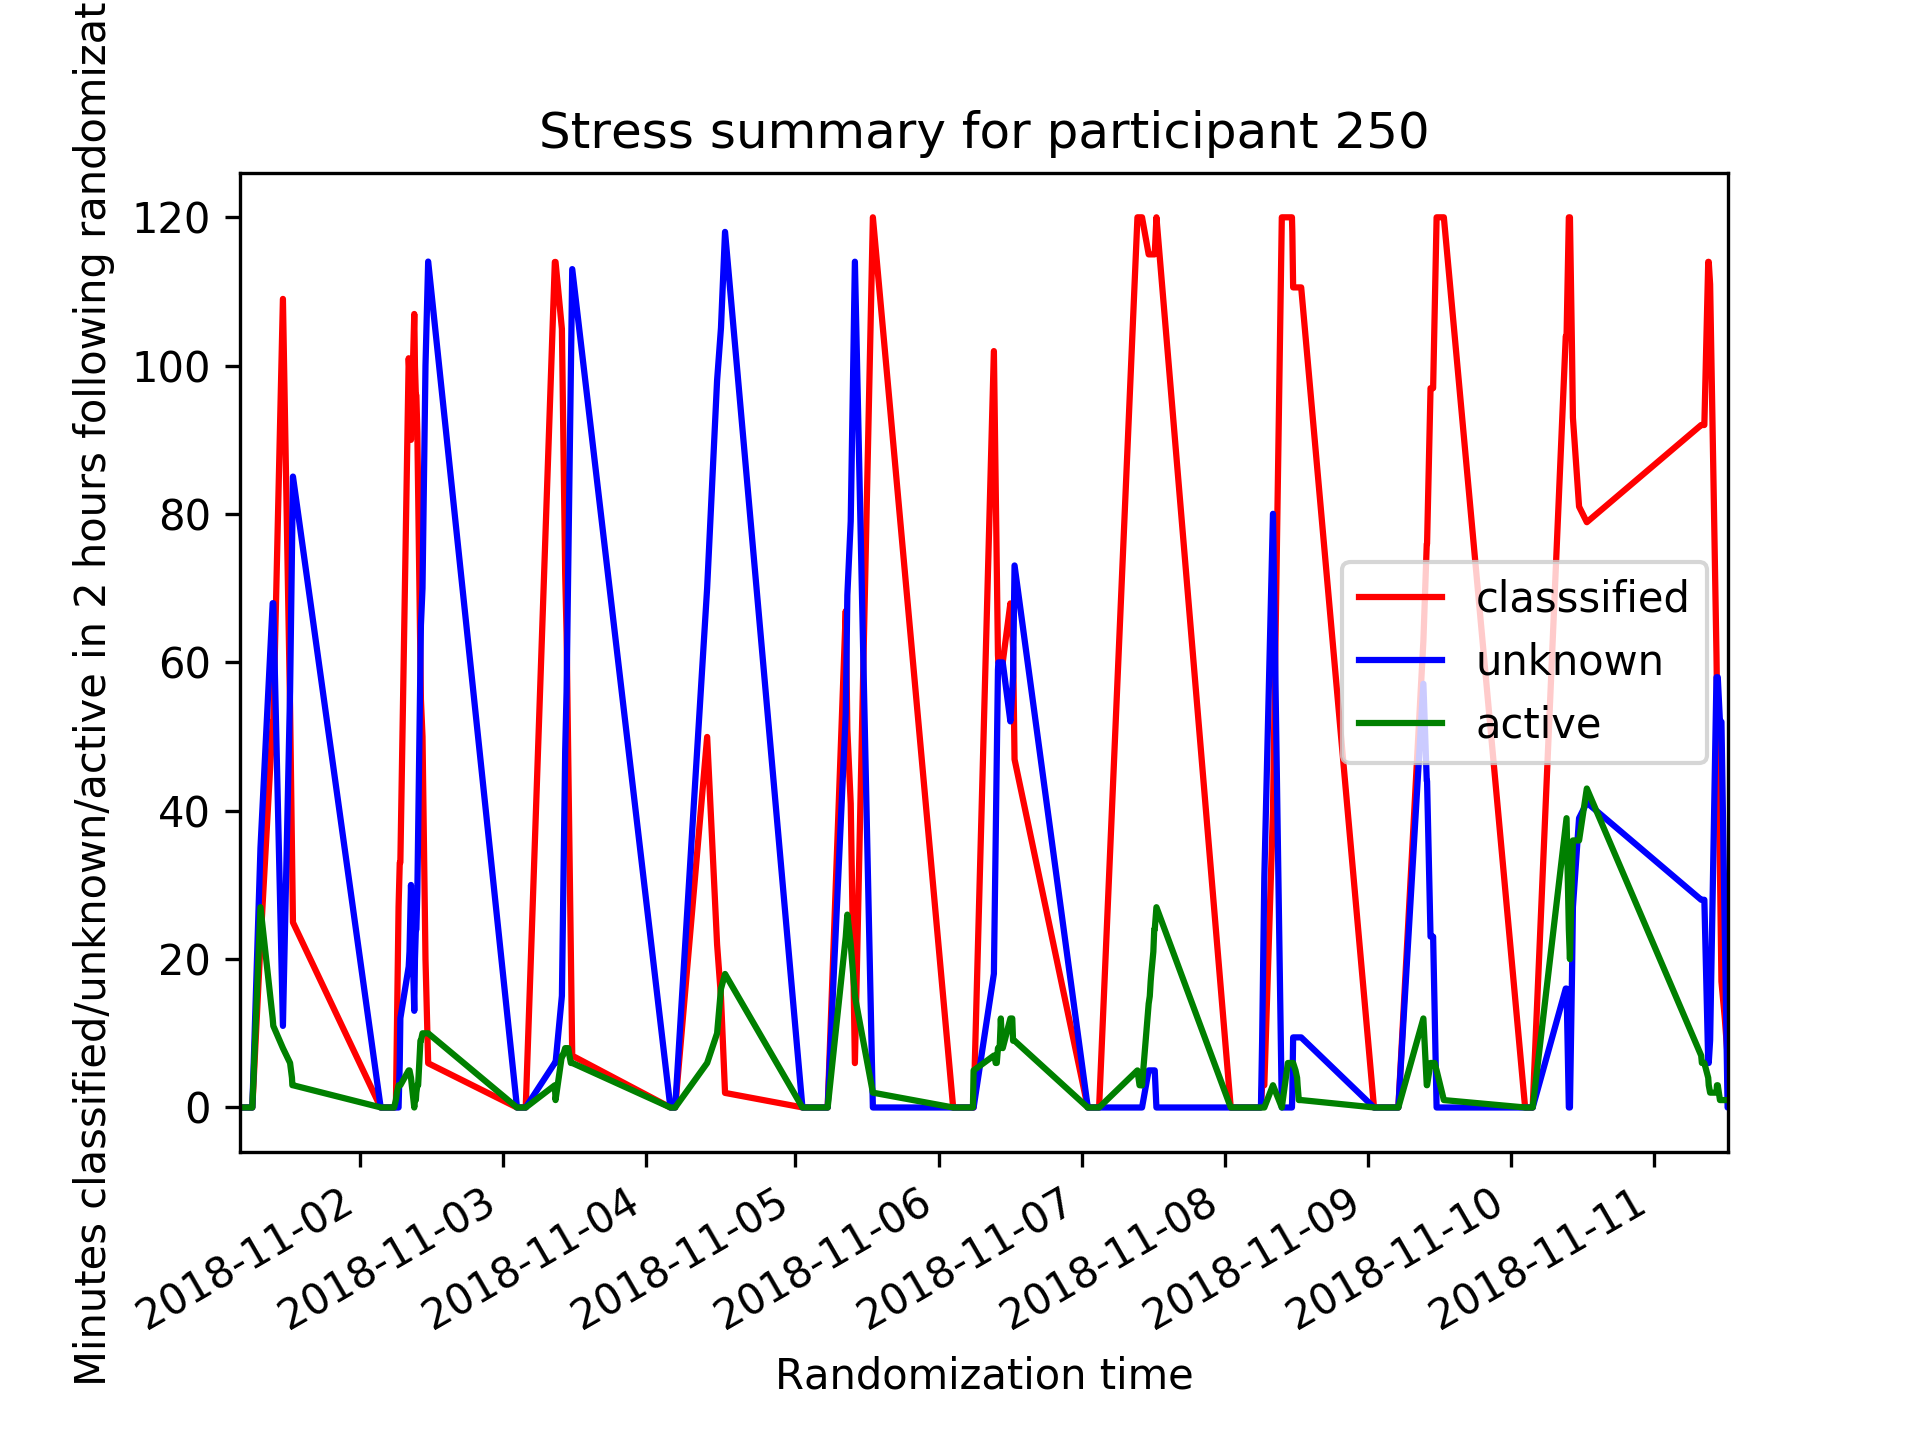 Stress summary for participant 250
Minutes classified/unknown/active in 2 hours following randomizat
120
100
80
60
40
20
0
classsified
unknown
active
2018-11-02
2018-11-03
2018-11-04
2018-11-05
2018-11-06
2018-11-07
2018-11-08
2018-11-09
2018-11-10
2018-11-11
Randomization time